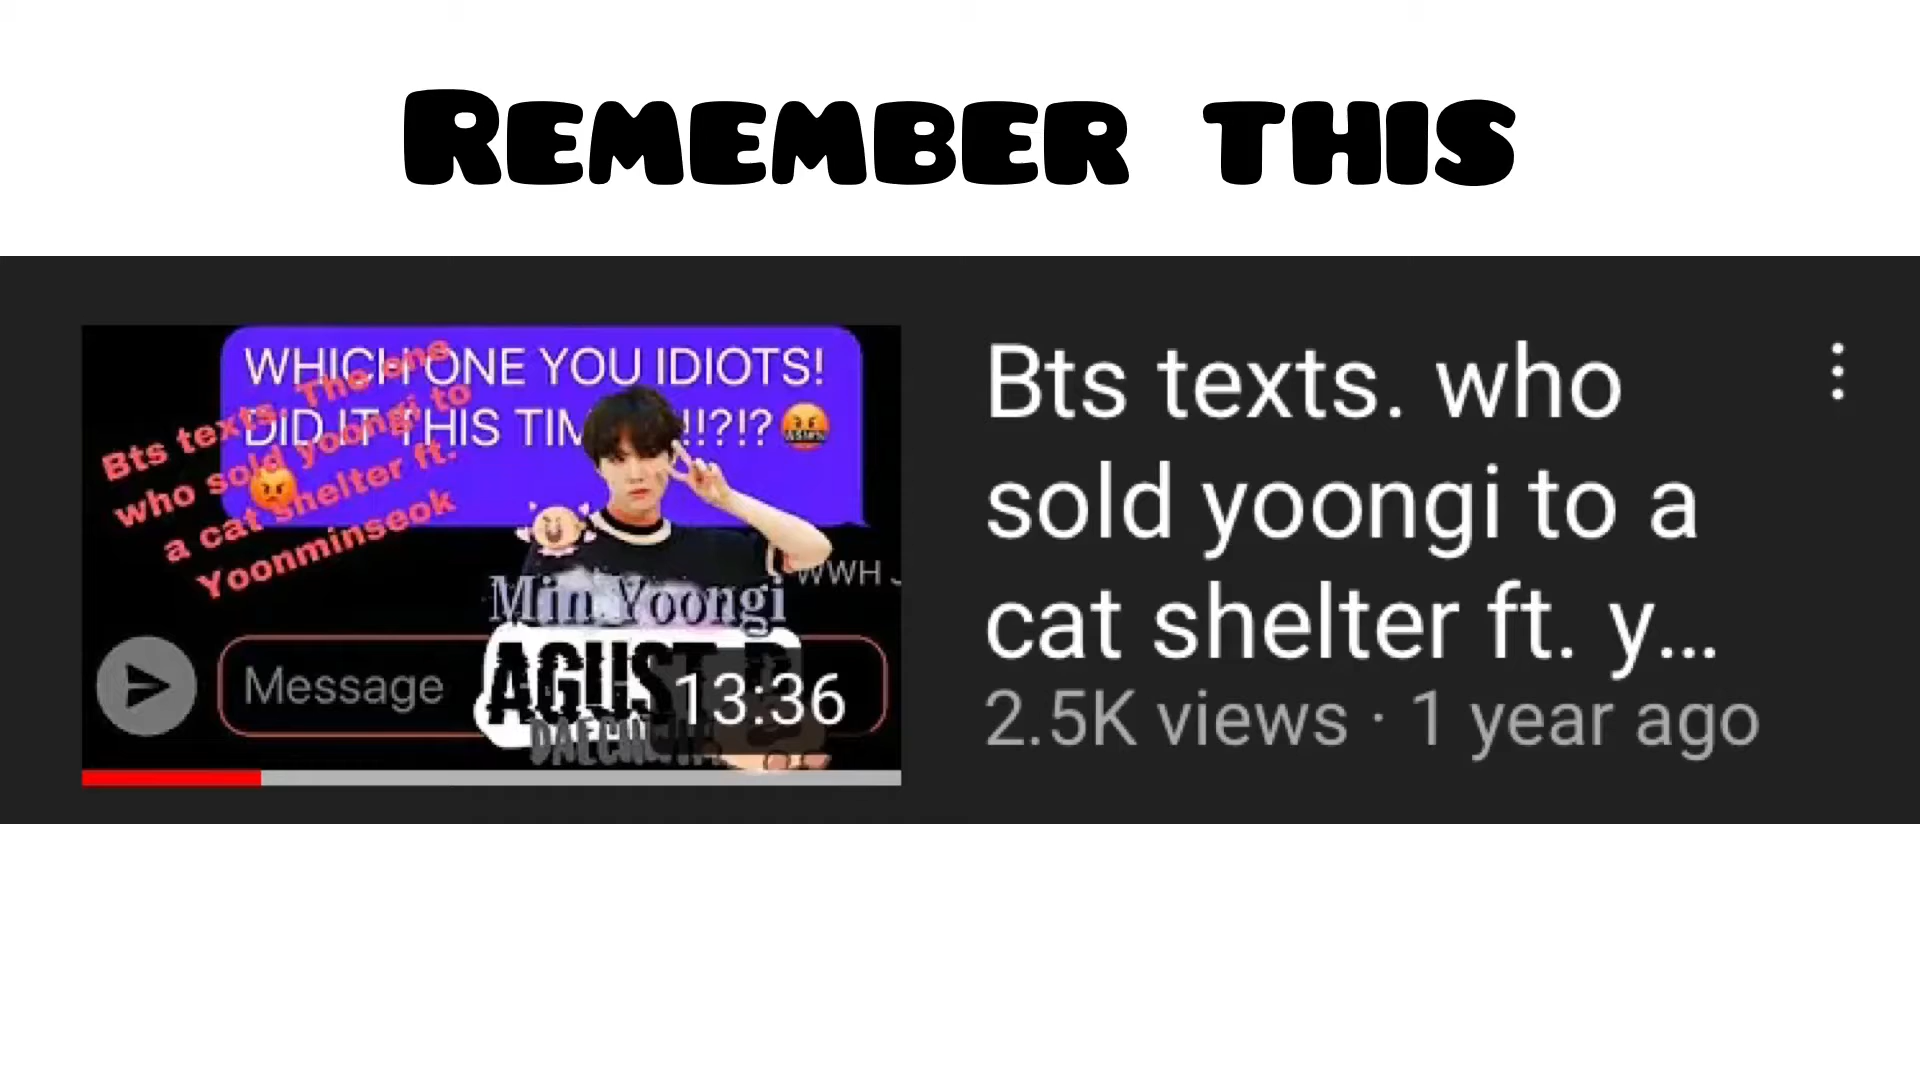 REMEMBER THIS
WHICH ONE YOU IDIOTS!
DID IT THIS TIM !!?!?
Bts texts. The one
who sold yoongi to
a cat shelter ft.
Yoonminseok
WWH
Min Yoongi
AGUST D
Message
13:36
Bts texts. who
sold yoongi to a
cat shelter ft. y...
2.5K views · 1 year ago